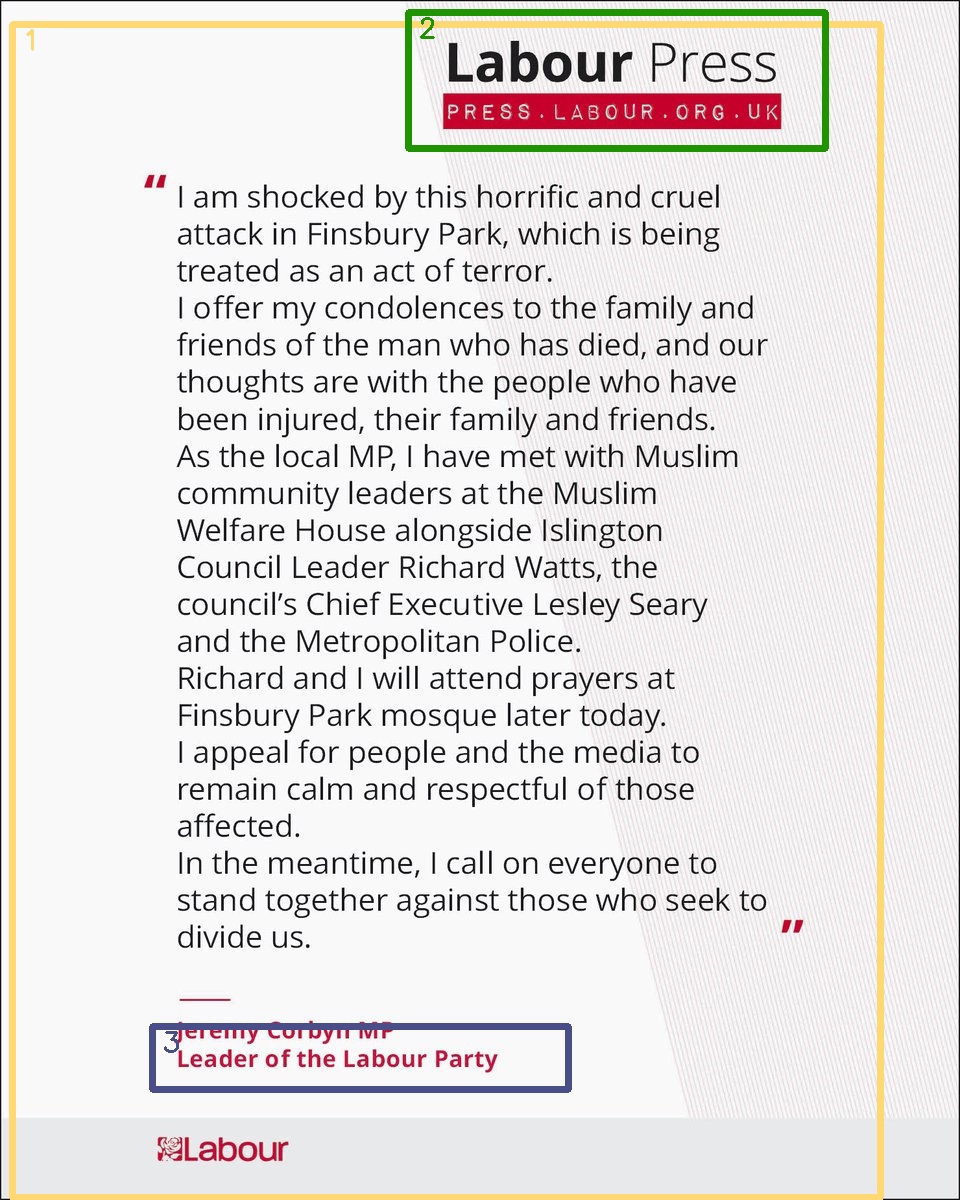 Labour Press
PRESS.LABOUR.ORG.UK
“ I am shocked by this horrific and cruel
attack in Finsbury Park, which is being
treated as an act of terror.
I offer my condolences to the family and
friends of the man who has died, and our
thoughts are with the people who have
been injured, their family and friends.
As the local MP, I have met with Muslim
community leaders at the Muslim
Welfare House alongside Islington
Council Leader Richard Watts, the
council’s Chief Executive Lesley Seary
and the Metropolitan Police.
Richard and I will attend prayers at
Finsbury Park mosque later today.
I appeal for people and the media to
remain calm and respectful of those
affected.
In the meantime, I call on everyone to
stand together against those who seek to
divide us. ”
Jeremy Corbyn MP
Leader of the Labour Party
Labour
1
2
3